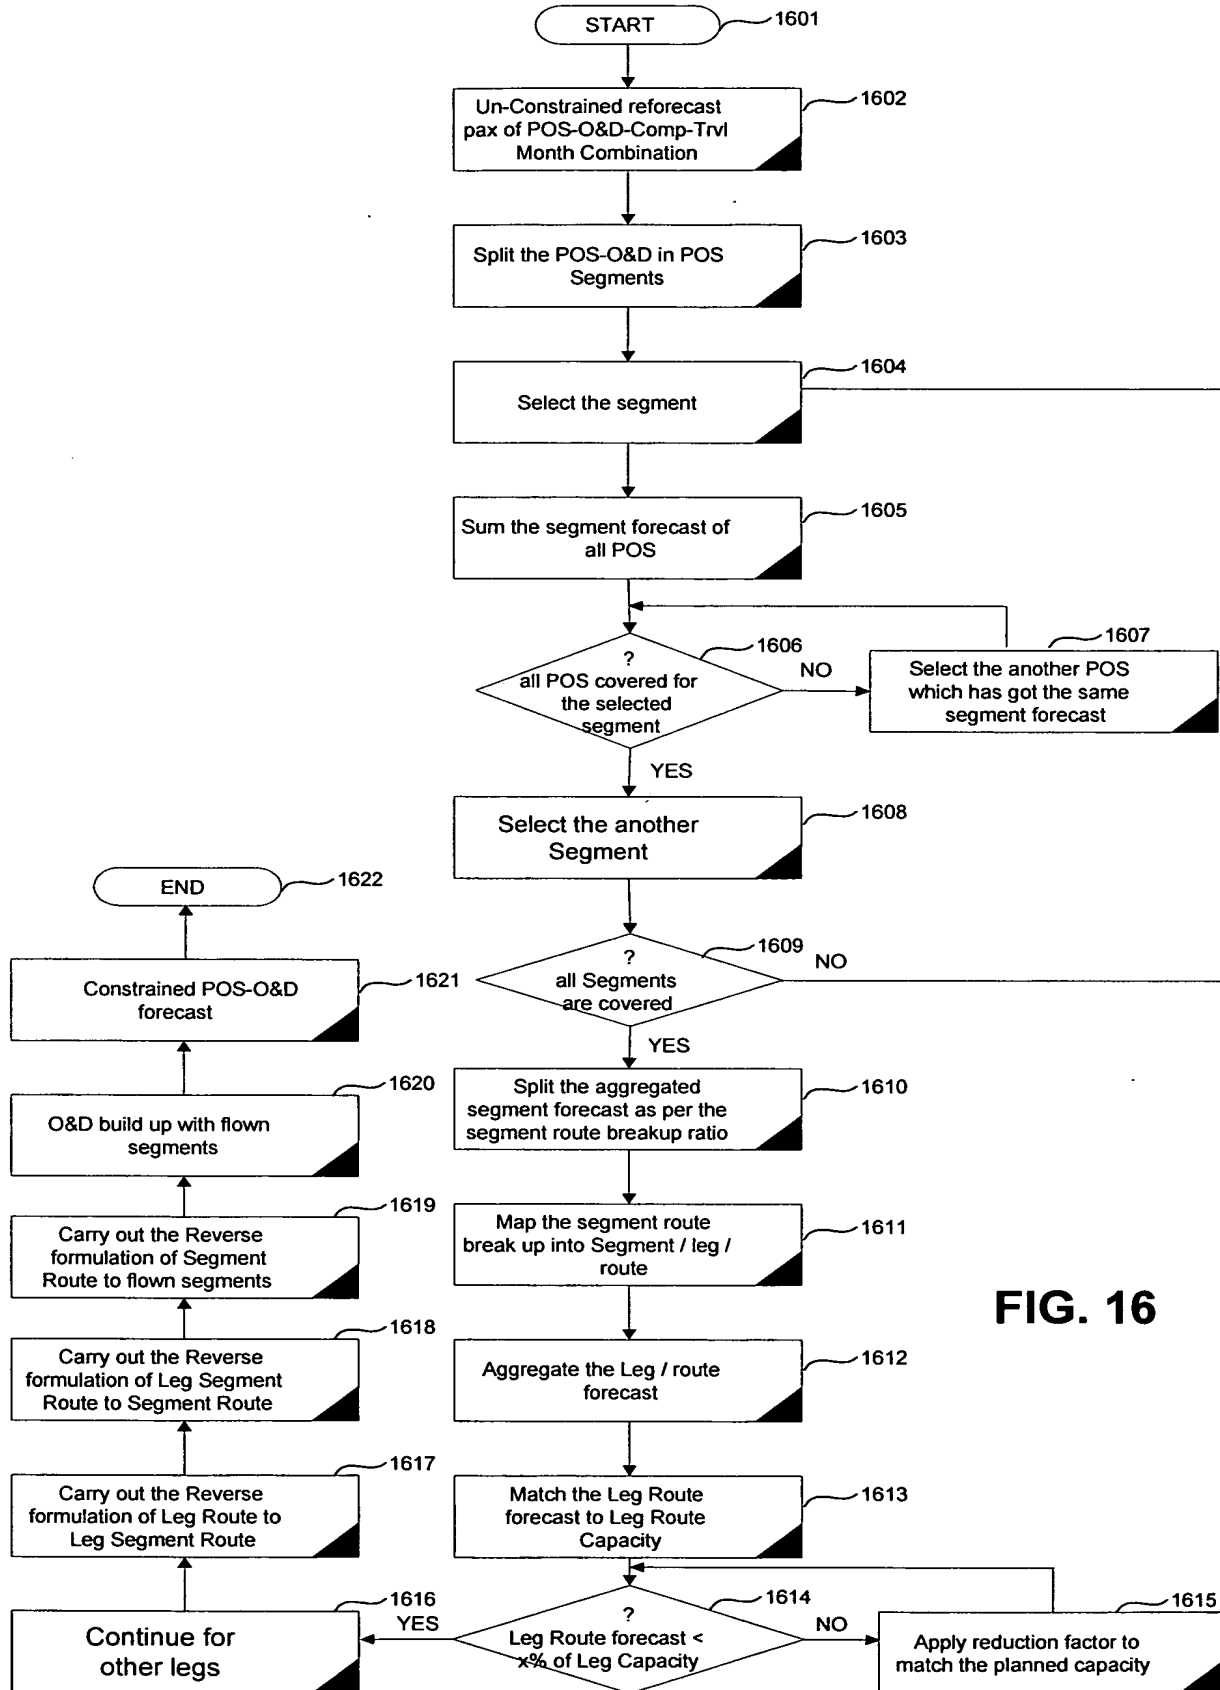 START
1601
Un-Constrained reforecast
pax of POS-O&D-Comp-Trvl
Month Combination
1602
Split the POS-O&D in POS
Segments
1603
Select the segment
1604
Sum the segment forecast of
all POS
1605
?
all POS covered for
the selected
segment
1606
NO
Select the another POS
which has got the same
segment forecast
1607
YES
Select the another
Segment
1608
?
all Segments
are covered
1609
NO
YES
Split the aggregated
segment forecast as per the
segment route breakup ratio
1610
Map the segment route
break up into Segment / leg /
route
1611
Aggregate the Leg / route
forecast
1612
Match the Leg Route
forecast to Leg Route
Capacity
1613
?
Leg Route forecast <
x% of Leg Capacity
1614
NO
Apply reduction factor to
match the planned capacity
1615
YES
Continue for
other legs
1616
Carry out the Reverse
formulation of Leg Route to
Leg Segment Route
1617
Carry out the Reverse
formulation of Leg Segment
Route to Segment Route
1618
Carry out the Reverse
formulation of Segment
Route to flown segments
1619
O&D build up with flown
segments
1620
Constrained POS-O&D
forecast
1621
END
1622
FIG. 16